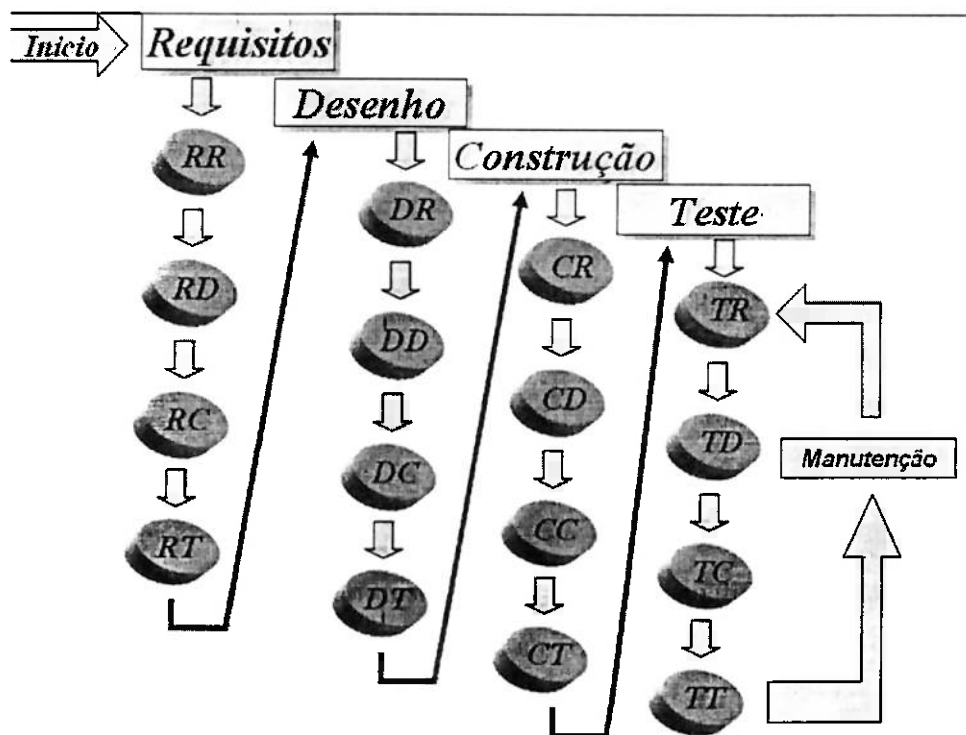 Início
Requisitos
RR
RD
RC
RT
Desenho
DR
DD
DC
DT
Construção
CR
CD
CC
CT
Teste
TR
TD
TC
TT
Manutenção